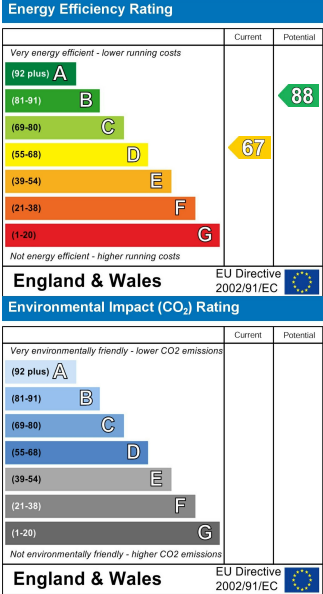 Energy Efficiency Rating
Current Potential
Very energy efficient - lower running costs
(92 plus) A
(81-91) B
88
(69-80) C
(55-68) D
67
(39-54) E
(21-38) F
(1-20) G
Not energy efficient - higher running costs
England & Wales
EU Directive
2002/91/EC
Environmental Impact (CO₂) Rating
Current Potential
Very environmentally friendly - lower CO2 emissions
(92 plus) A
(81-91) B
(69-80) C
(55-68) D
(39-54) E
(21-38) F
(1-20) G
Not environmentally friendly - higher CO2 emissions
England & Wales
EU Directive
2002/91/EC